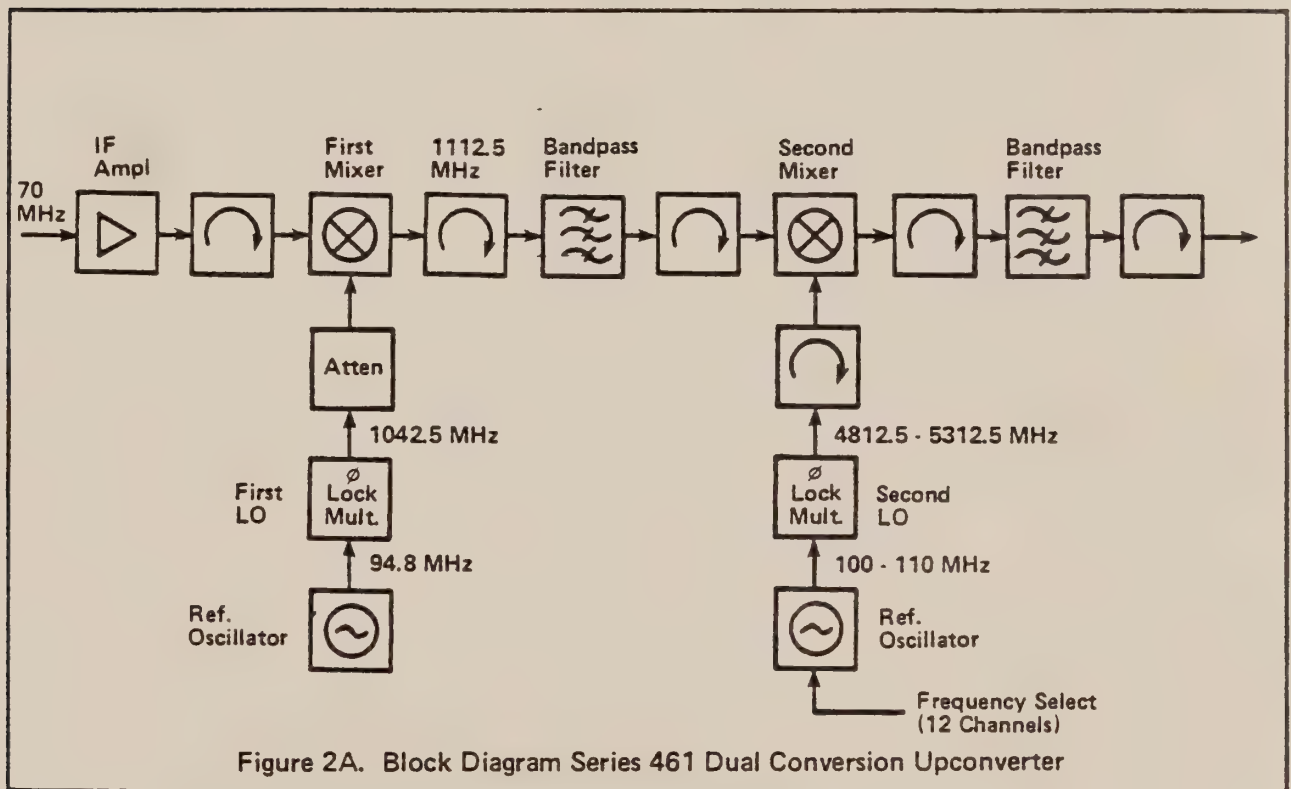 IF
Ampl
First
Mixer
1112.5
MHz
Bandpass
Filter
Second
Mixer
Bandpass
Filter
70
MHz
Atten
1042.5 MHz
4812.5 - 5312.5 MHz
First
LO
ø
Lock
Mult.
ø
Lock
Mult.
Second
LO
94.8 MHz
100 - 110 MHz
Ref.
Oscillator
Ref.
Oscillator
Frequency Select
(12 Channels)
Figure 2A. Block Diagram Series 461 Dual Conversion Upconverter